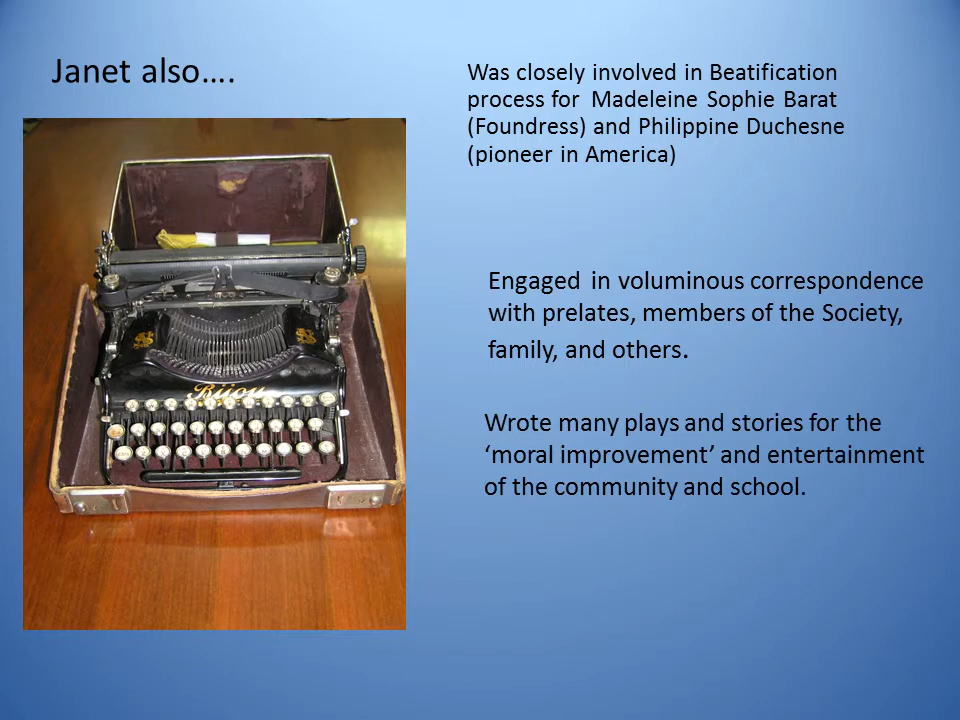 Janet also….
Was closely involved in Beatification
process for Madeleine Sophie Barat
(Foundress) and Philippine Duchesne
(pioneer in America)
Bijou
Engaged in voluminous correspondence
with prelates, members of the Society,
family, and others.
Wrote many plays and stories for the
‘moral improvement’ and entertainment
of the community and school.